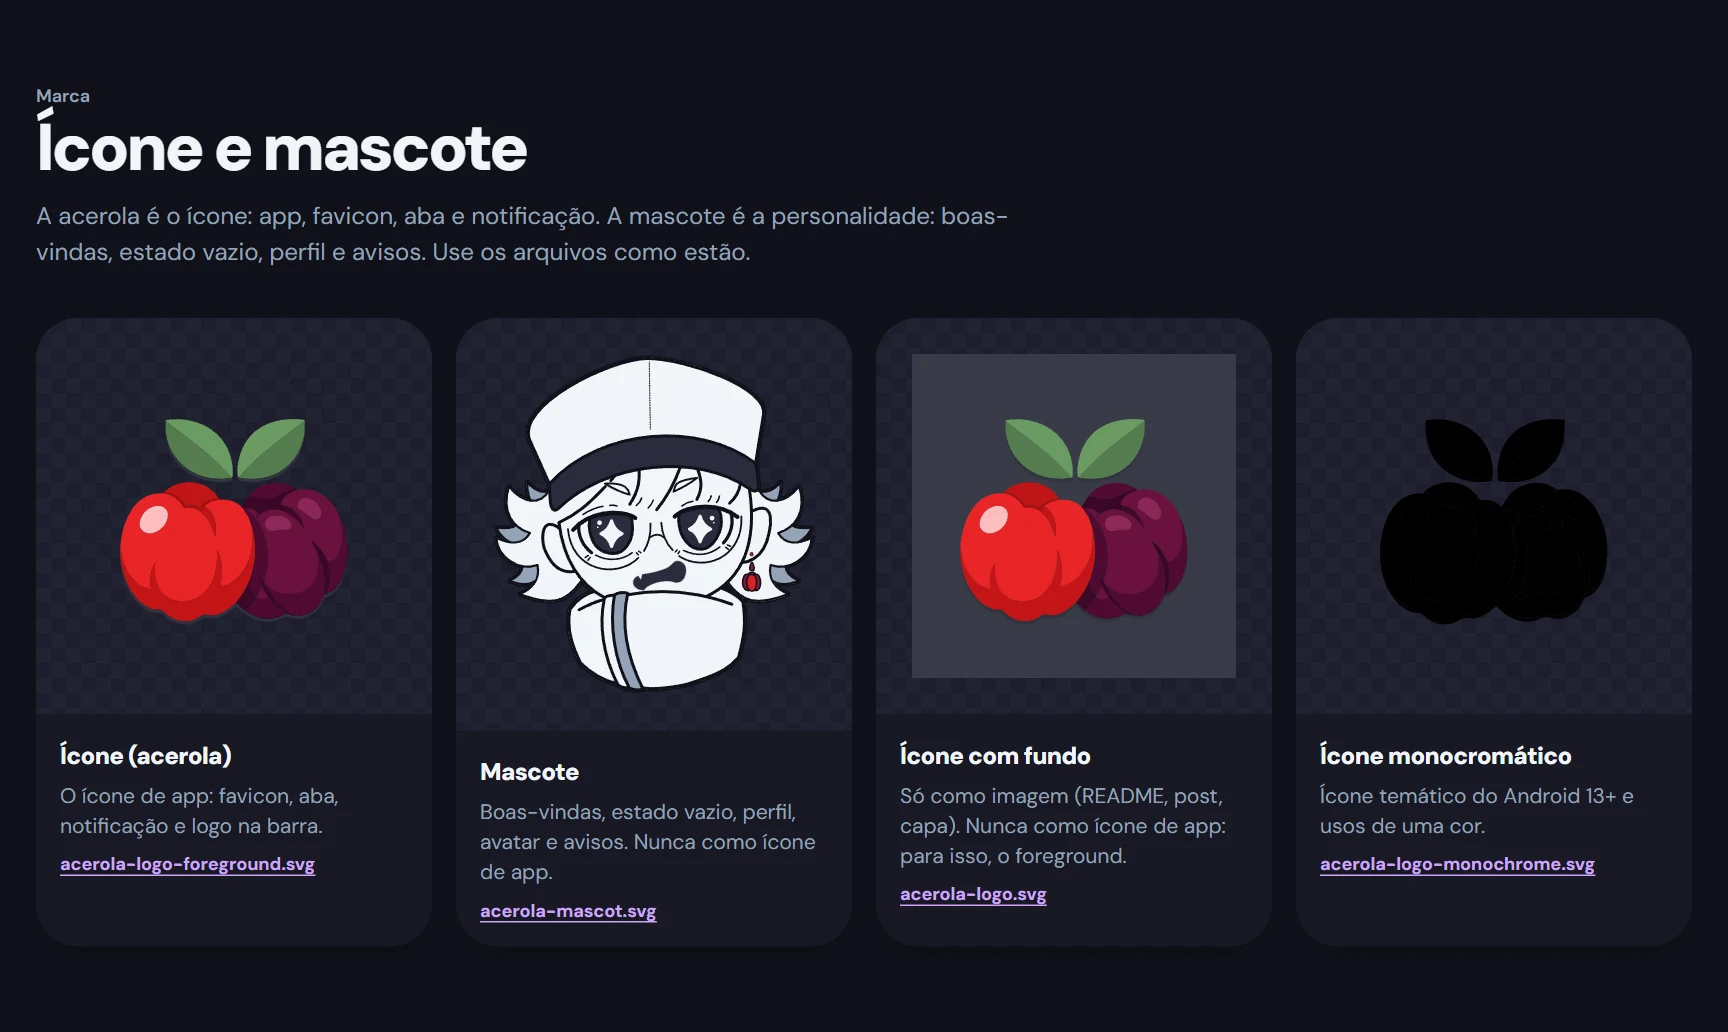 Marca
Ícone e mascote
A acerola é o ícone: app, favicon, aba e notificação. A mascote é a personalidade: boas-
vindas, estado vazio, perfil e avisos. Use os arquivos como estão.
Ícone (acerola)
O ícone de app: favicon, aba,
notificação e logo na barra.
acerola-logo-foreground.svg
Mascote
Boas-vindas, estado vazio, perfil,
avatar e avisos. Nunca como ícone
de app.
acerola-mascot.svg
Ícone com fundo
Só como imagem (README, post,
capa). Nunca como ícone de app:
para isso, o foreground.
acerola-logo.svg
Ícone monocromático
Ícone temático do Android 13+ e
usos de uma cor.
acerola-logo-monochrome.svg